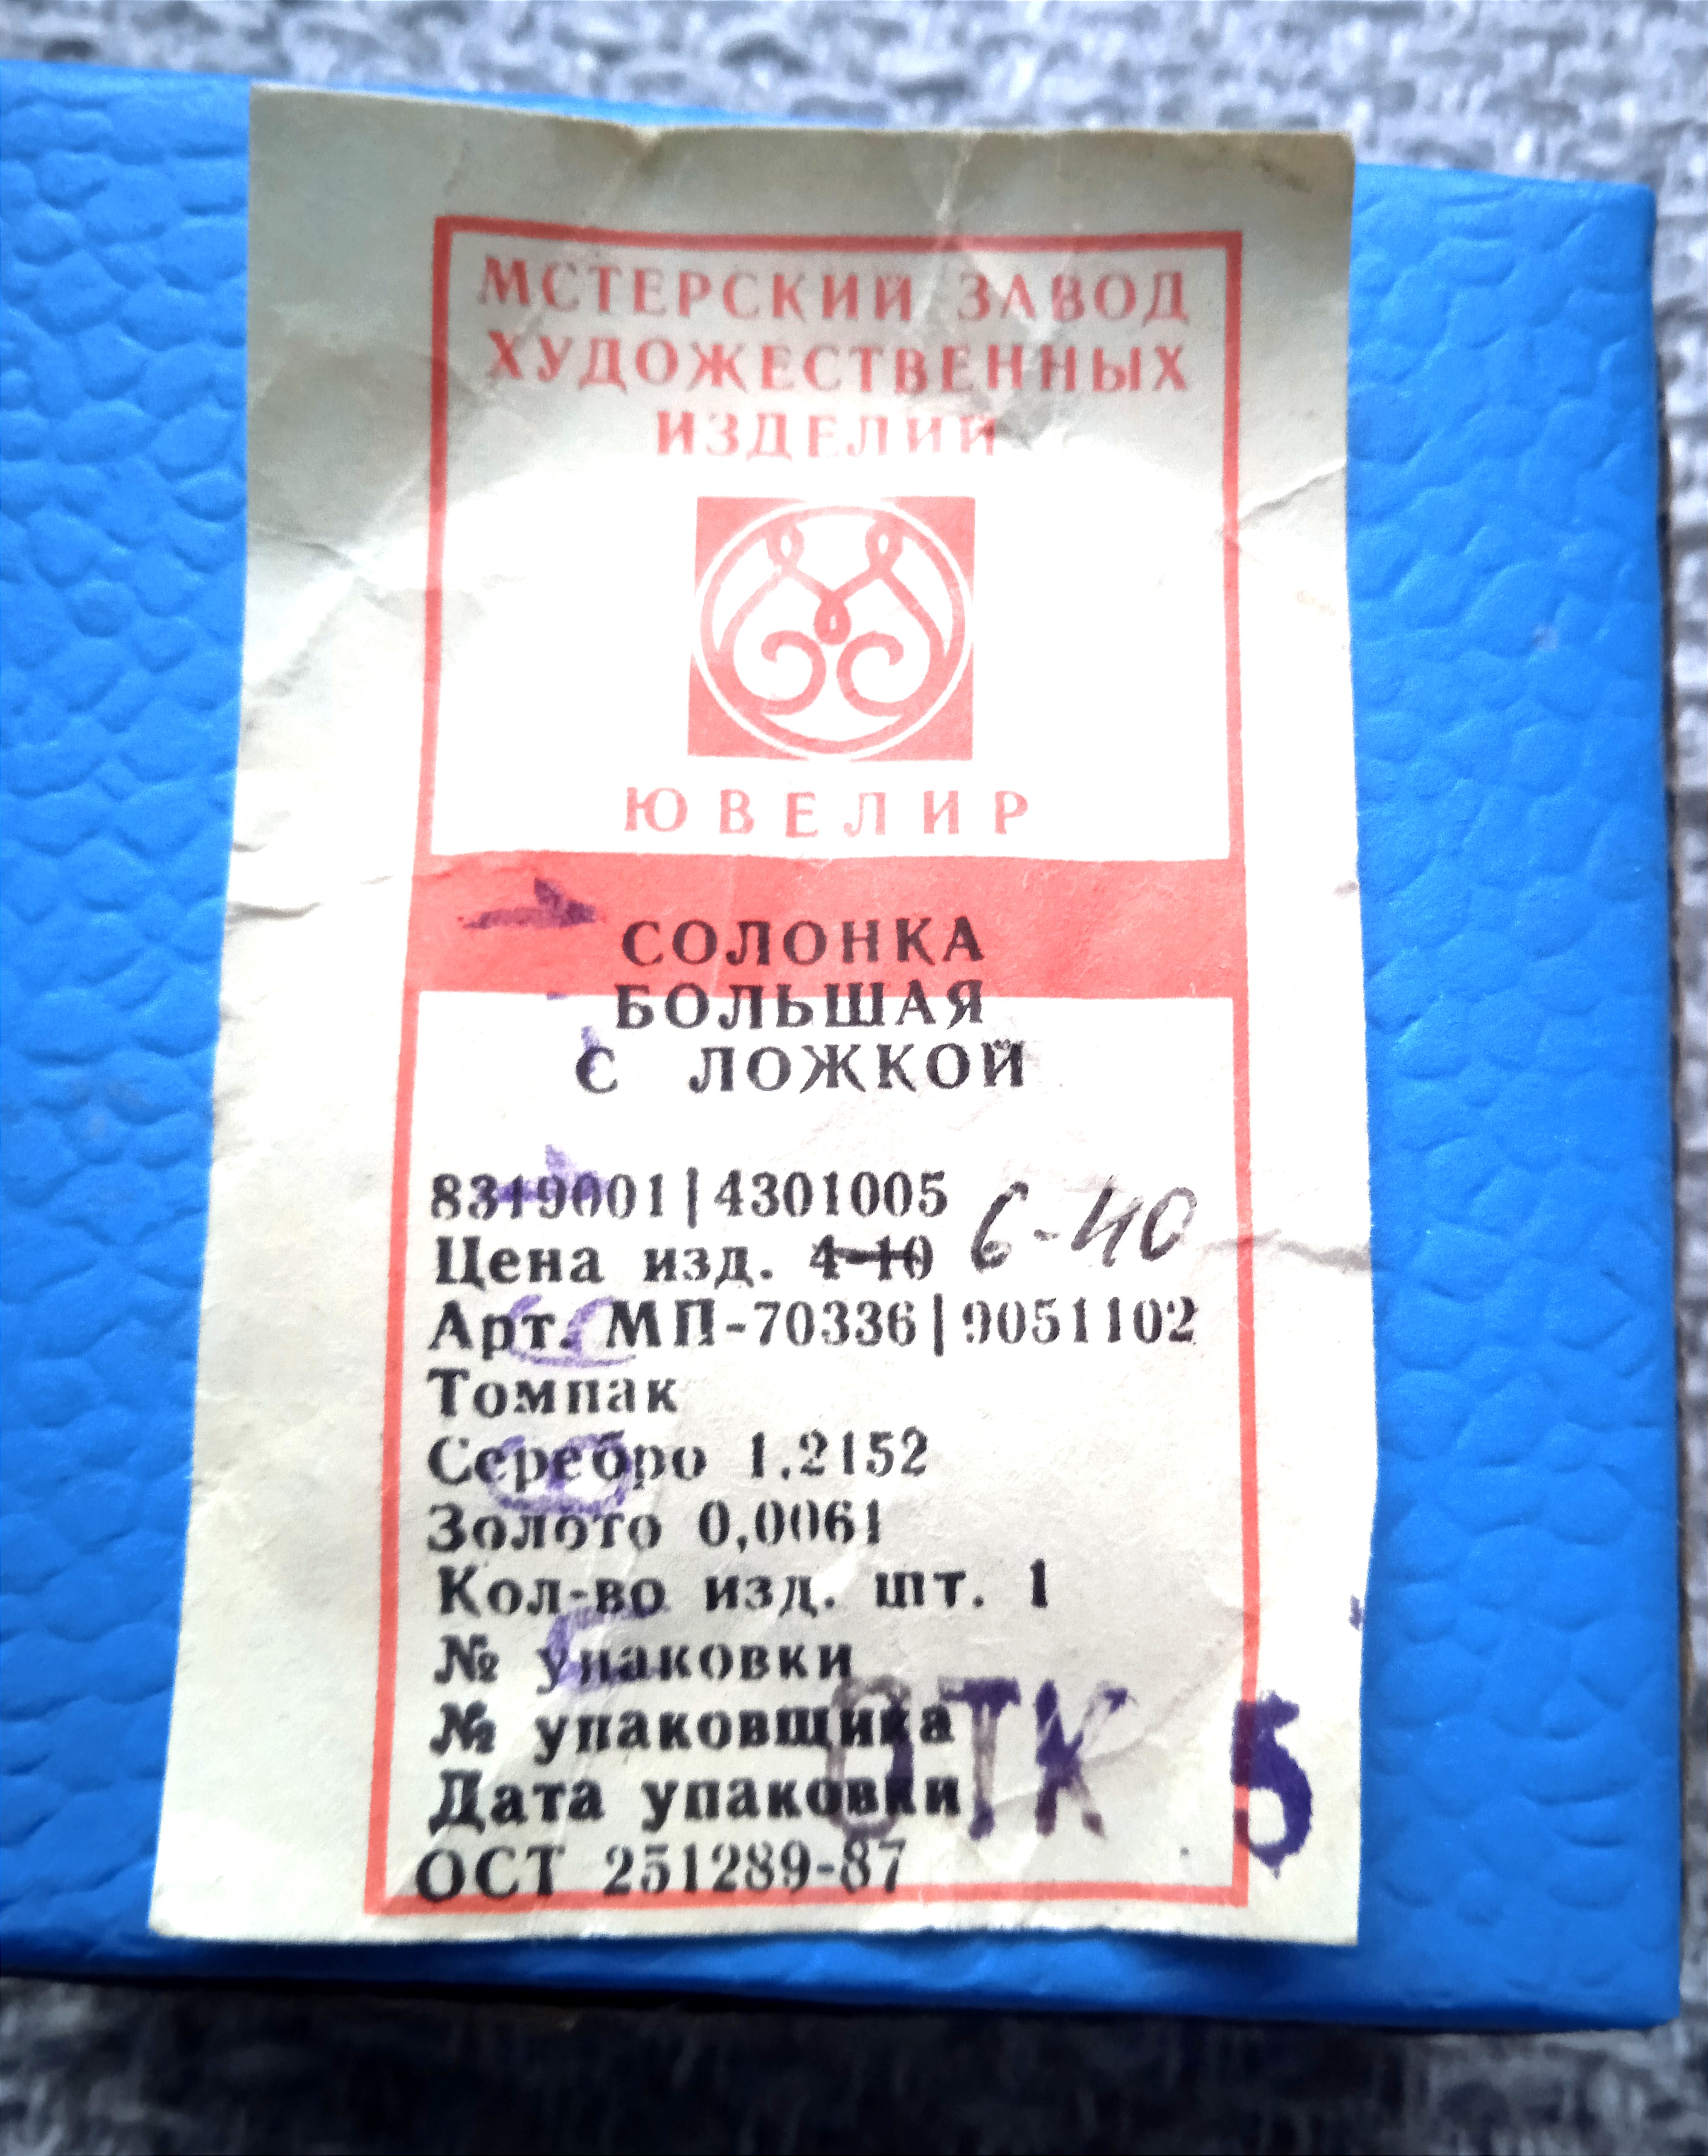 МСТЕРСКИЙ ЗАВОД
ХУДОЖЕСТВЕННЫХ
ИЗДЕЛИЙ
ЮВЕЛИР
СОЛОНКА
БОЛЬШАЯ
С ЛОЖКОЙ
8319001|4301005
Цена изд. 4-10 6-40
Арт. МП-70336|9051102
Томпак
Серебро 1.2152
Золото 0,0061
Кол-во изд. шт. 1
№ упаковки
№ упаковщика
Дата упаковки
ОТК 5
ОСТ 251289-87